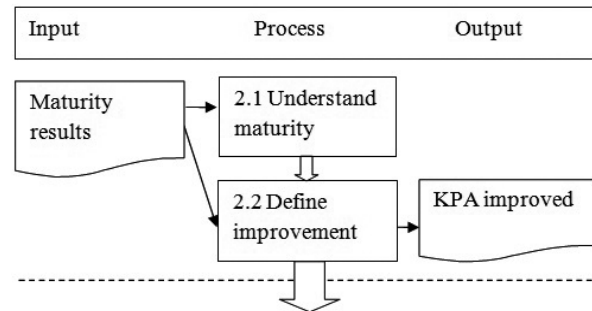 Input Process Output
Maturity
results
2.1 Understand
maturity
2.2 Define
improvement
KPA improved